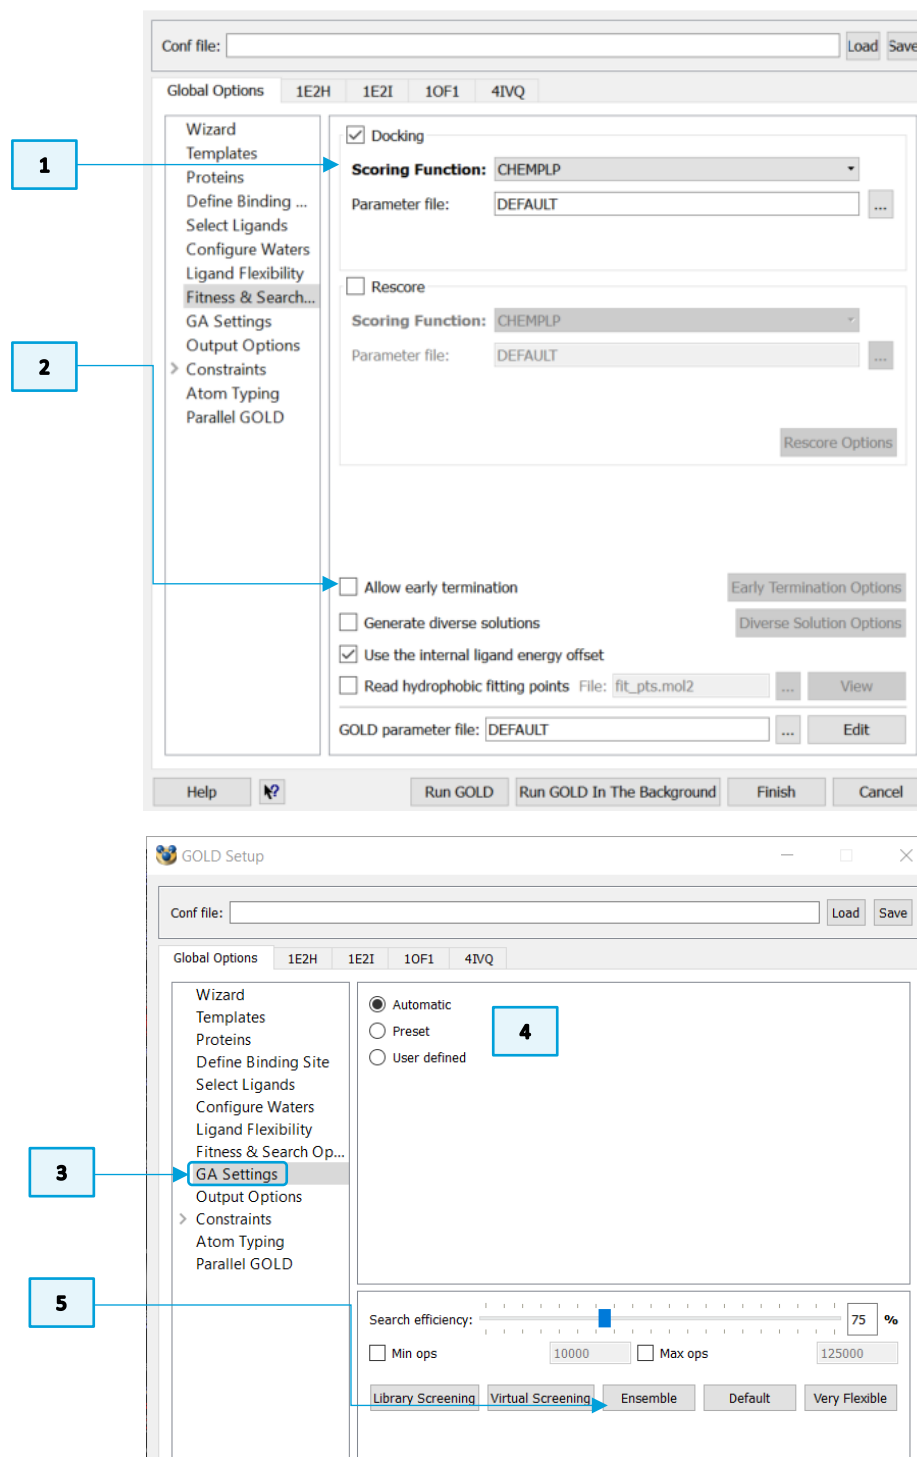 Conf file: Load Save
Global Options 1E2H 1E2I 1OF1 4IVQ
Wizard
Templates
Proteins
Define Binding ...
Select Ligands
Configure Waters
Ligand Flexibility
Fitness & Search...
GA Settings
Output Options
Constraints
Atom Typing
Parallel GOLD
1
2
Docking
Scoring Function: CHEMPLP
Parameter file: DEFAULT ...
Rescore
Scoring Function: CHEMPLP
Parameter file: DEFAULT ...
Rescore Options
Allow early termination Early Termination Options
Generate diverse solutions Diverse Solution Options
Use the internal ligand energy offset
Read hydrophobic fitting points File: fit_pts.mol2 ... View
GOLD parameter file: DEFAULT ... Edit
Help ? Run GOLD Run GOLD In The Background Finish Cancel
GOLD Setup
Conf file: Load Save
Global Options 1E2H 1E2I 1OF1 4IVQ
Wizard
Templates
Proteins
Define Binding Site
Select Ligands
Configure Waters
Ligand Flexibility
Fitness & Search Op...
GA Settings
Output Options
Constraints
Atom Typing
Parallel GOLD
3
5
Automatic
Preset
User defined
4
Search efficiency: 75 %
Min ops 10000 Max ops 125000
Library Screening Virtual Screening Ensemble Default Very Flexible